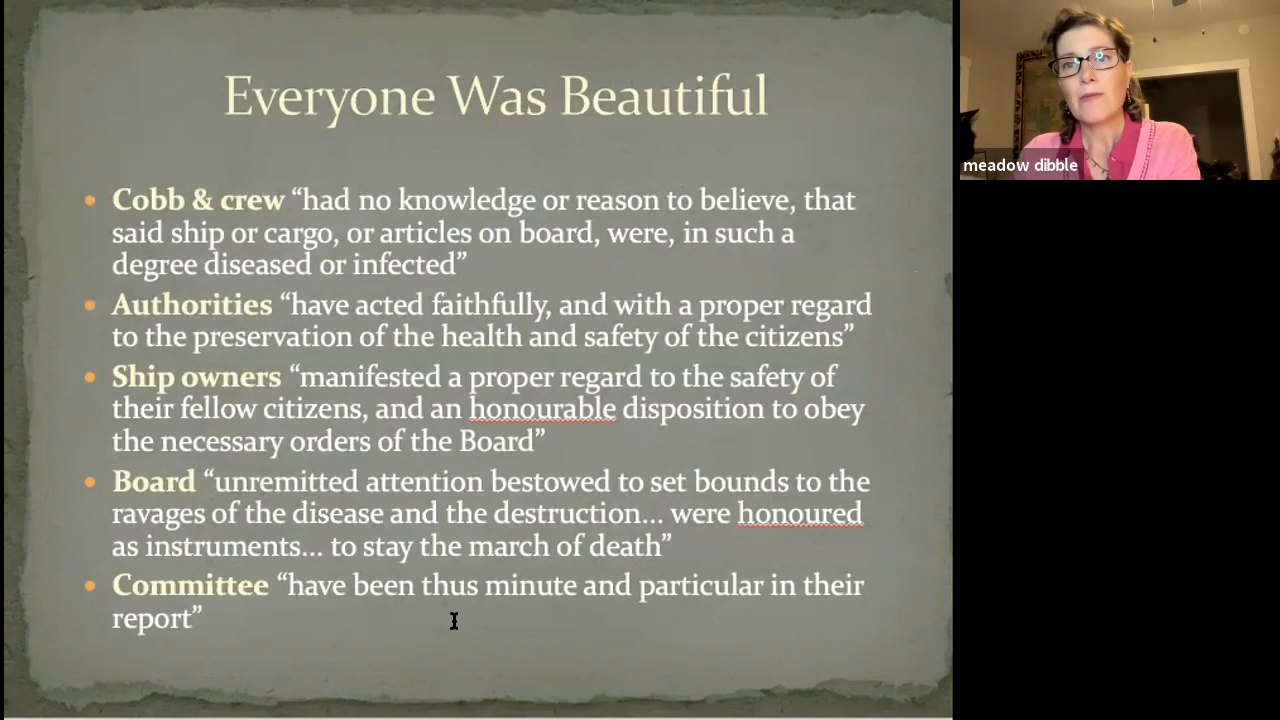 Everyone Was Beautiful
• Cobb & crew “had no knowledge or reason to believe, that
said ship or cargo, or articles on board, were, in such a
degree diseased or infected”
• Authorities “have acted faithfully, and with a proper regard
to the preservation of the health and safety of the citizens”
• Ship owners “manifested a proper regard to the safety of
their fellow citizens, and an honourable disposition to obey
the necessary orders of the Board”
• Board “unremitted attention bestowed to set bounds to the
ravages of the disease and the destruction... were honoured
as instruments... to stay the march of death”
• Committee “have been thus minute and particular in their
report”
meadow dibble